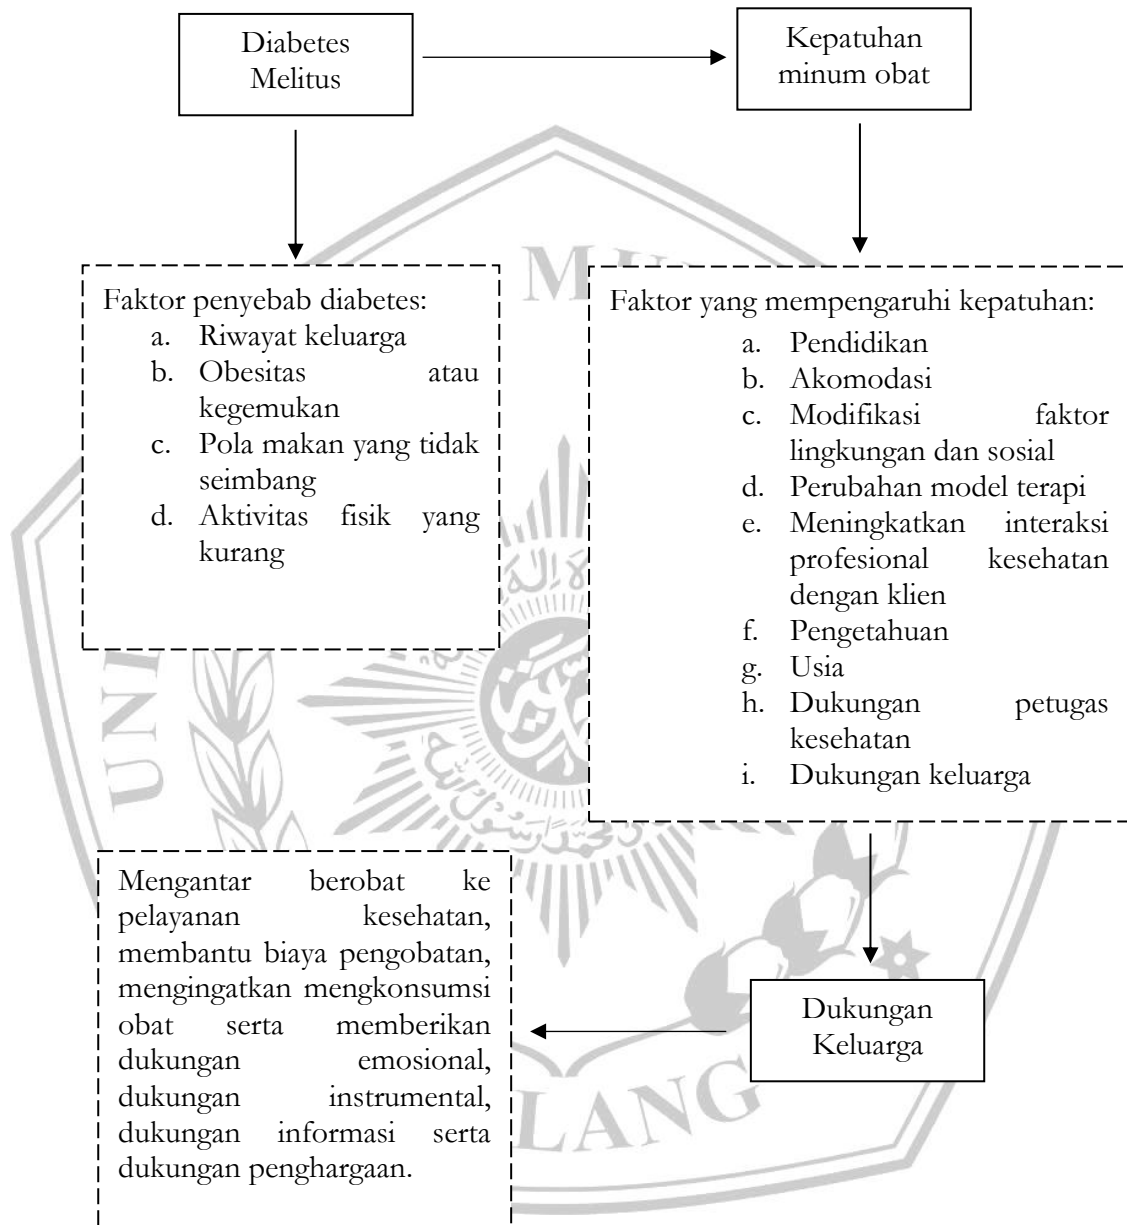 Diabetes
Melitus
Kepatuhan
minum obat
Faktor penyebab diabetes:
a. Riwayat keluarga
b. Obesitas atau
kegemukan
c. Pola makan yang tidak
seimbang
d. Aktivitas fisik yang
kurang
Faktor yang mempengaruhi kepatuhan:
a. Pendidikan
b. Akomodasi
c. Modifikasi faktor
lingkungan dan sosial
d. Perubahan model terapi
e. Meningkatkan interaksi
profesional kesehatan
dengan klien
f. Pengetahuan
g. Usia
h. Dukungan petugas
kesehatan
i. Dukungan keluarga
Mengantar berobat ke
pelayanan kesehatan,
membantu biaya pengobatan,
mengingatkan mengkonsumsi
obat serta memberikan
dukungan emosional,
dukungan instrumental,
dukungan informasi serta
dukungan penghargaan.
Dukungan
Keluarga
UNI
LANG